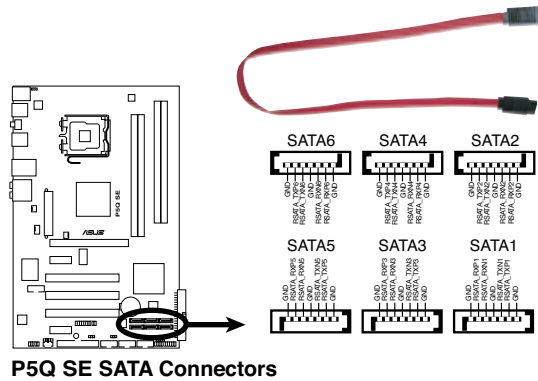 SATA6 SATA4 SATA2
GND RSATA_TXP6 RSATA_TXN6 GND RSATA_RXN6 RSATA_RXP6 GND
GND RSATA_TXP4 RSATA_TXN4 GND RSATA_RXN4 RSATA_RXP4 GND
GND RSATA_TXP2 RSATA_TXN2 GND RSATA_RXN2 RSATA_RXP2 GND
P5Q SE
ASUS
SATA5 SATA3 SATA1
GND RSATA_RXP5 RSATA_RXN5 GND RSATA_TXN5 RSATA_TXP5 GND
GND RSATA_RXP3 RSATA_RXN3 GND RSATA_TXN3 RSATA_TXP3 GND
GND RSATA_RXP1 RSATA_RXN1 GND RSATA_TXN1 RSATA_TXP1 GND
P5Q SE SATA Connectors